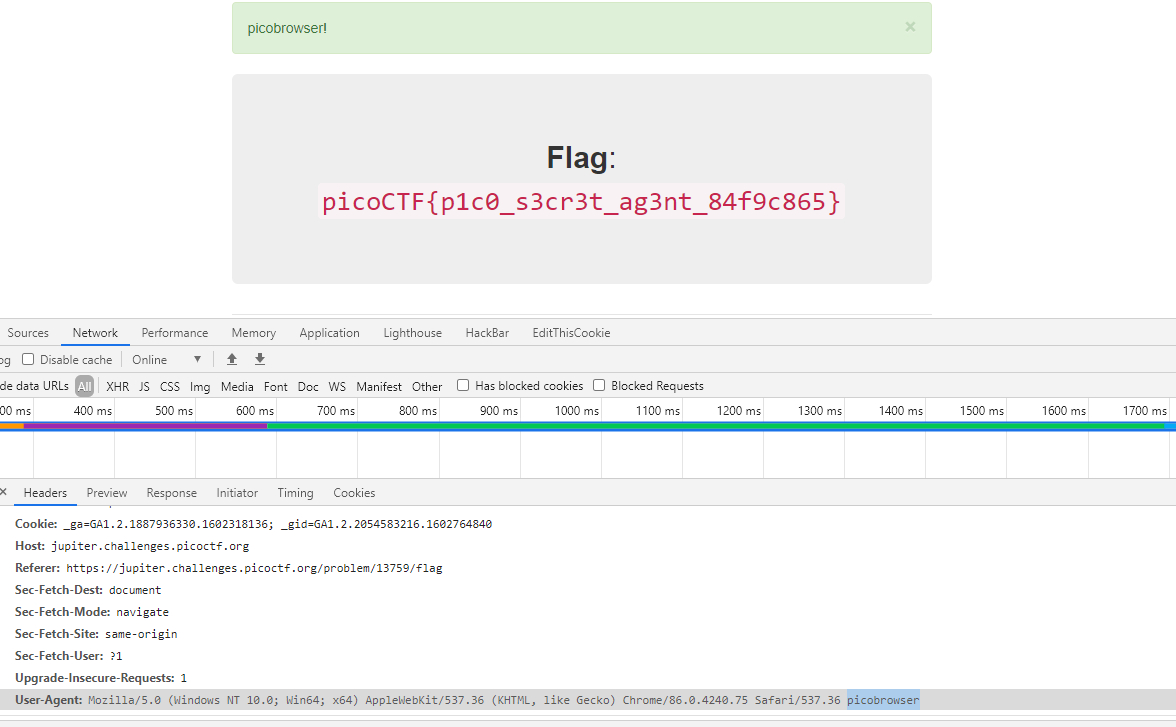 picobrowser! ×
Flag:
picoCTF{p1c0_s3cr3t_ag3nt_84f9c865}
Sources Network Performance Memory Application Lighthouse HackBar EditThisCookie
og Disable cache Online ▼
de data URLs All XHR JS CSS Img Media Font Doc WS Manifest Other Has blocked cookies Blocked Requests
00 ms 400 ms 500 ms 600 ms 700 ms 800 ms 900 ms 1000 ms 1100 ms 1200 ms 1300 ms 1400 ms 1500 ms 1600 ms 1700 ms
× Headers Preview Response Initiator Timing Cookies
Cookie: _ga=GA1.2.1887936330.1602318136; _gid=GA1.2.2054583216.1602764840
Host: jupiter.challenges.picoctf.org
Referer: https://jupiter.challenges.picoctf.org/problem/13759/flag
Sec-Fetch-Dest: document
Sec-Fetch-Mode: navigate
Sec-Fetch-Site: same-origin
Sec-Fetch-User: ?1
Upgrade-Insecure-Requests: 1
User-Agent: Mozilla/5.0 (Windows NT 10.0; Win64; x64) AppleWebKit/537.36 (KHTML, like Gecko) Chrome/86.0.4240.75 Safari/537.36 picobrowser